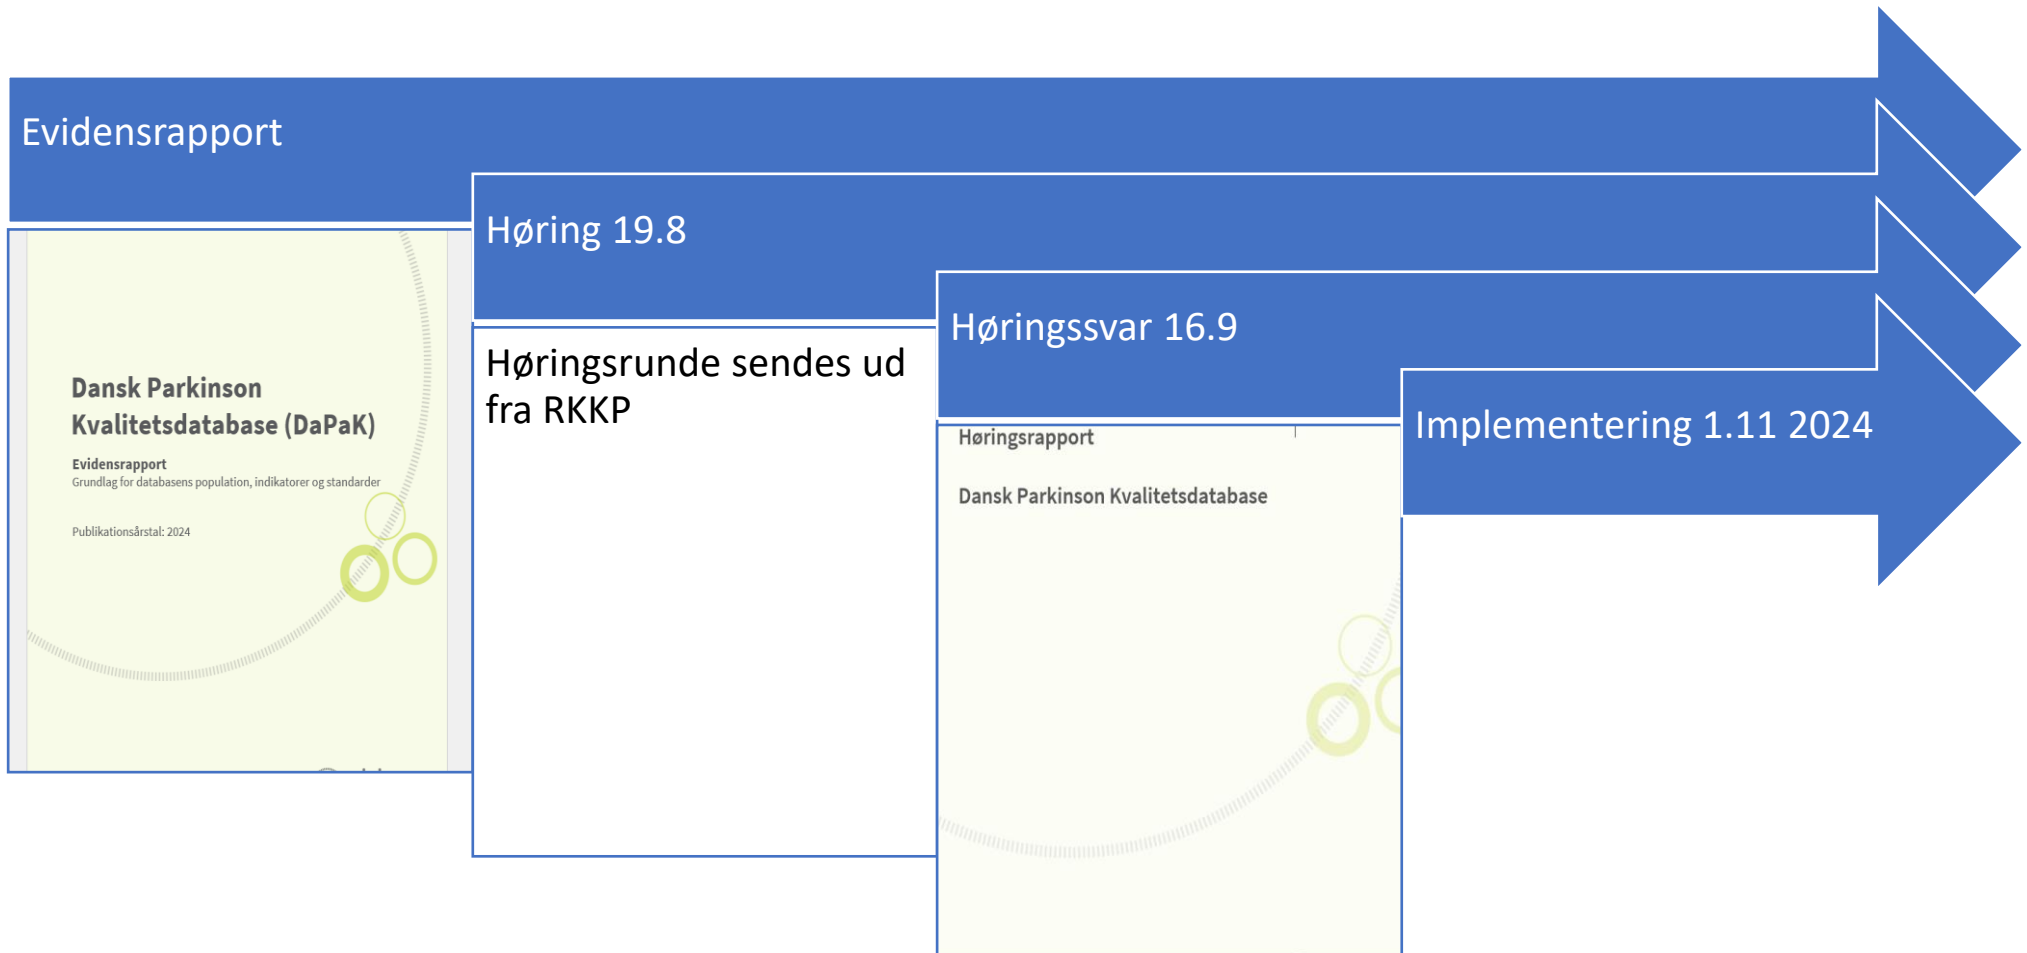 Evidensrapport
Høring 19.8
Høringssvar 16.9
Implementering 1.11 2024
Dansk Parkinson
Kvalitetsdatabase (DaPaK)
Evidensrapport
Grundlag for databasens population, indikatorer og standarder
Publikationsårstal: 2024
Høringsrunde sendes ud
fra RKKP
Høringsrapport
Dansk Parkinson Kvalitetsdatabase